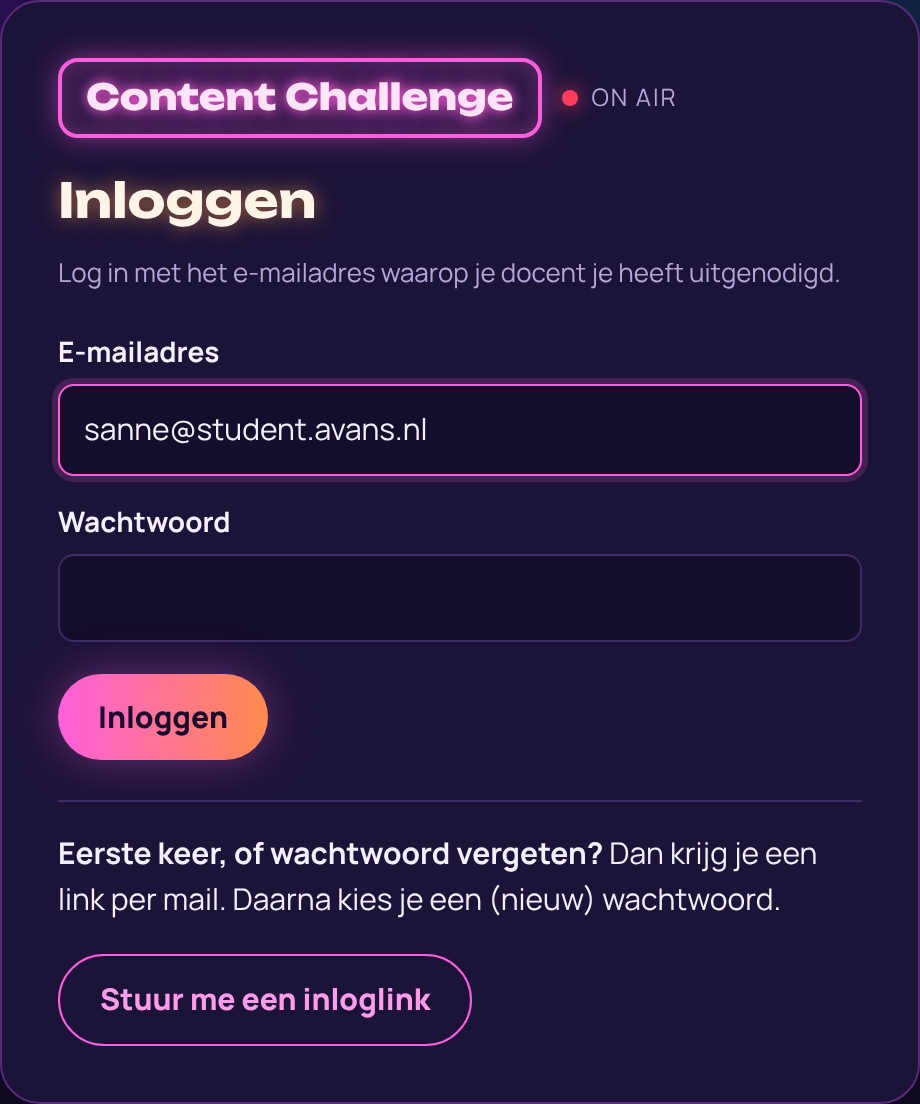 Content Challenge
ON AIR
Inloggen
Log in met het e-mailadres waarop je docent je heeft uitgenodigd.
E-mailadres
sanne@student.avans.nl
Wachtwoord
Inloggen
Eerste keer, of wachtwoord vergeten? Dan krijg je een
link per mail. Daarna kies je een (nieuw) wachtwoord.
Stuur me een inloglink